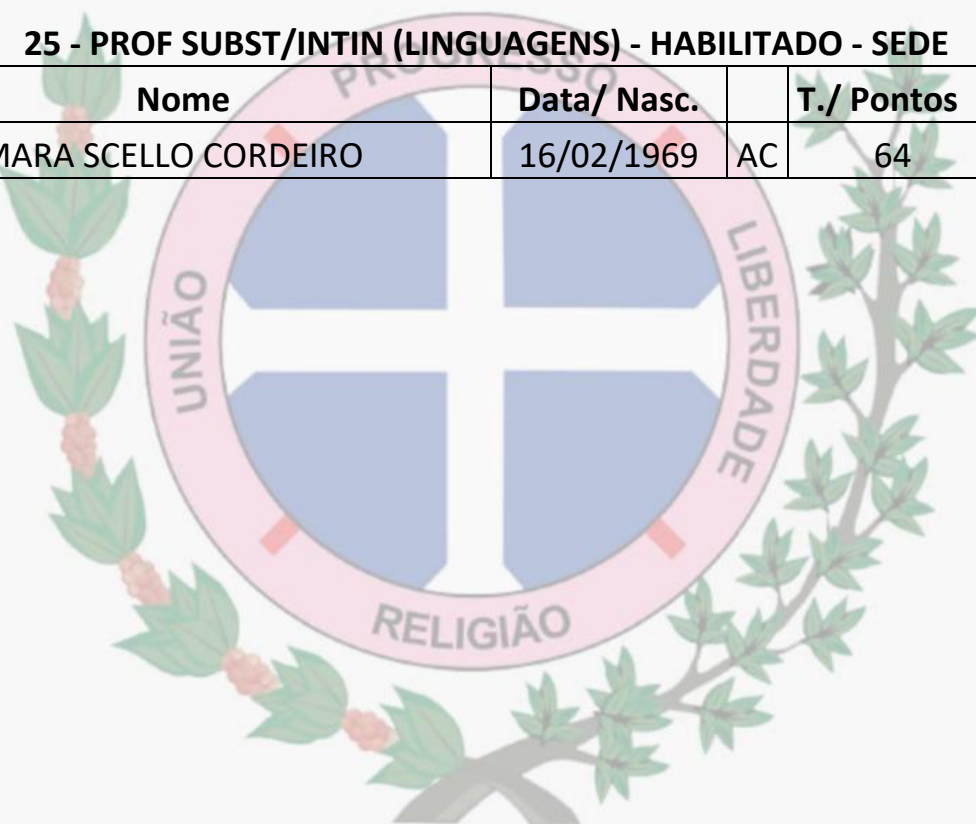 25 - PROF SUBST/INTIN (LINGUAGENS) - HABILITADO - SEDE
Nome Data/ Nasc. T./ Pontos
MARA SCELLO CORDEIRO 16/02/1969 AC 64
PROGRESSO
UNIÃO
LIBERDADE
RELIGIÃO